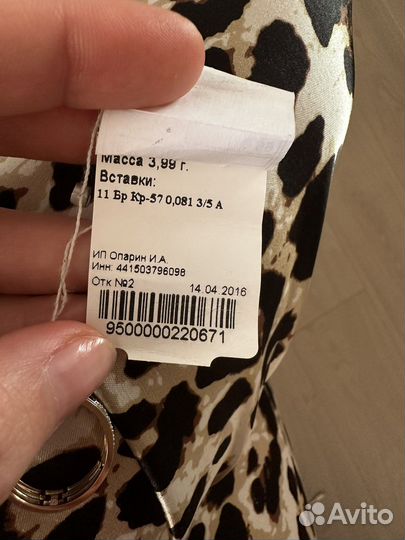 Масса 3,99 г.
Вставки:
11 Бр Кр-57 0,081 3/5 А
ИП Опарин И.А.
Инн: 441503796098
Отк №2 14.04.2016
9500000220671
Avito